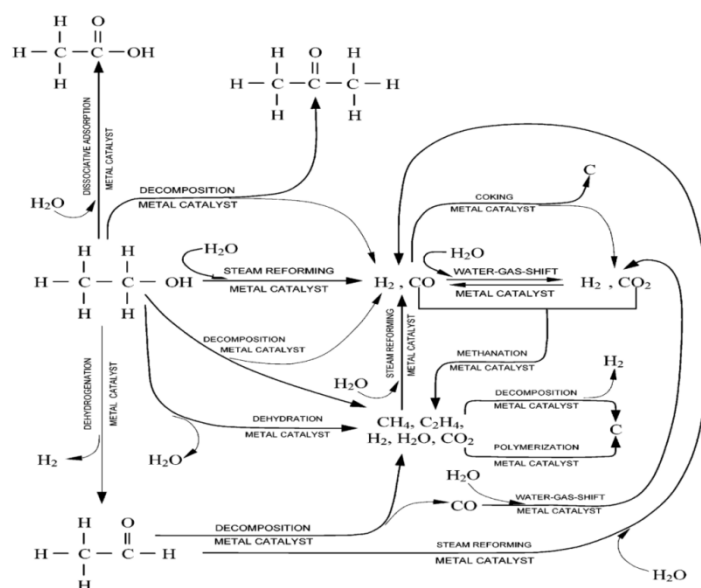 H O
H C C OH
H
H O H
H C C C H
H H
DISSOCIATIVE ADSORPTION
METAL CATALYST
H₂O
DECOMPOSITION
METAL CATALYST
C
COKING
METAL CATALYST
H H
H C C OH
H H
H₂O
STEAM REFORMING
METAL CATALYST
H₂ , CO
H₂O
WATER-GAS-SHIFT
METAL CATALYST
H₂ , CO₂
DECOMPOSITION
METAL CATALYST
STEAM REFORMING
METAL CATALYST
H₂O
METHANATION
METAL CATALYST
DEHYDROGENATION
METAL CATALYST
H₂
DEHYDRATION
METAL CATALYST
H₂O
CH₄, C₂H₄,
H₂, H₂O, CO₂
DECOMPOSITION
METAL CATALYST
H₂
C
POLYMERIZATION
METAL CATALYST
H₂O
CO
WATER-GAS-SHIFT
METAL CATALYST
H O
H C C H
H
DECOMPOSITION
METAL CATALYST
STEAM REFORMING
METAL CATALYST
H₂O